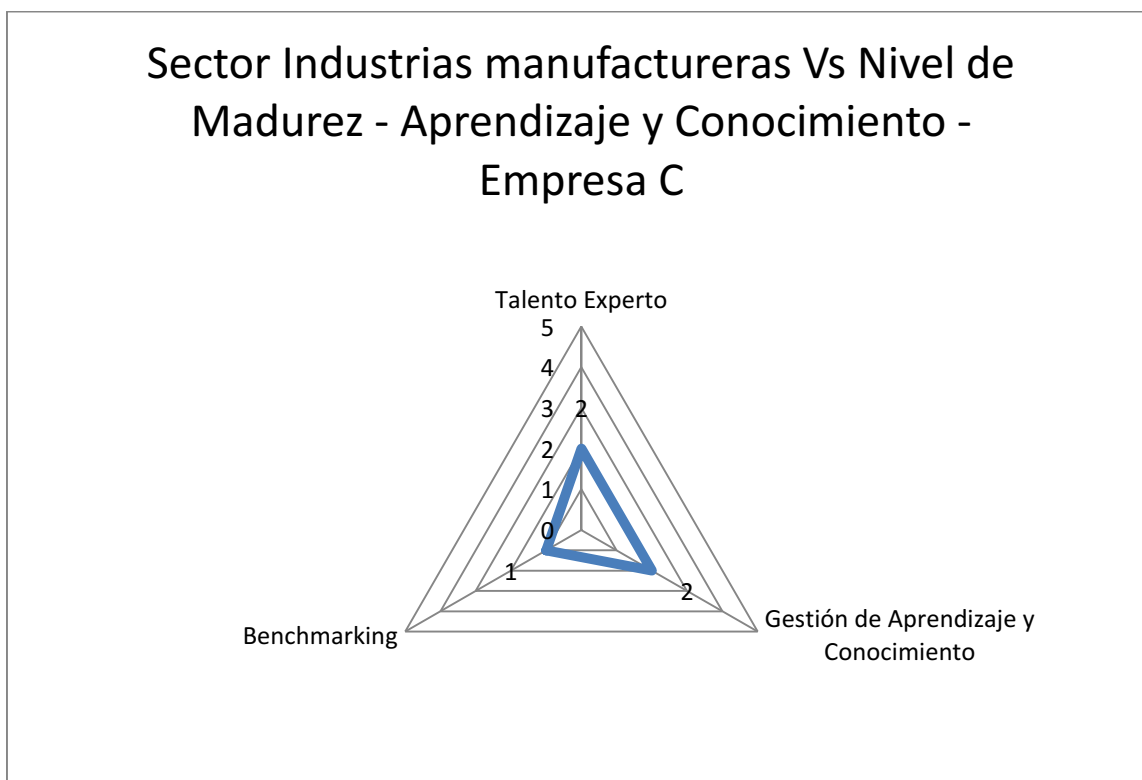 Sector Industrias manufactureras Vs Nivel de
Madurez - Aprendizaje y Conocimiento -
Empresa C
Talento Experto
5
4
3
2
2
1
0
1
2
Benchmarking
Gestión de Aprendizaje y
Conocimiento